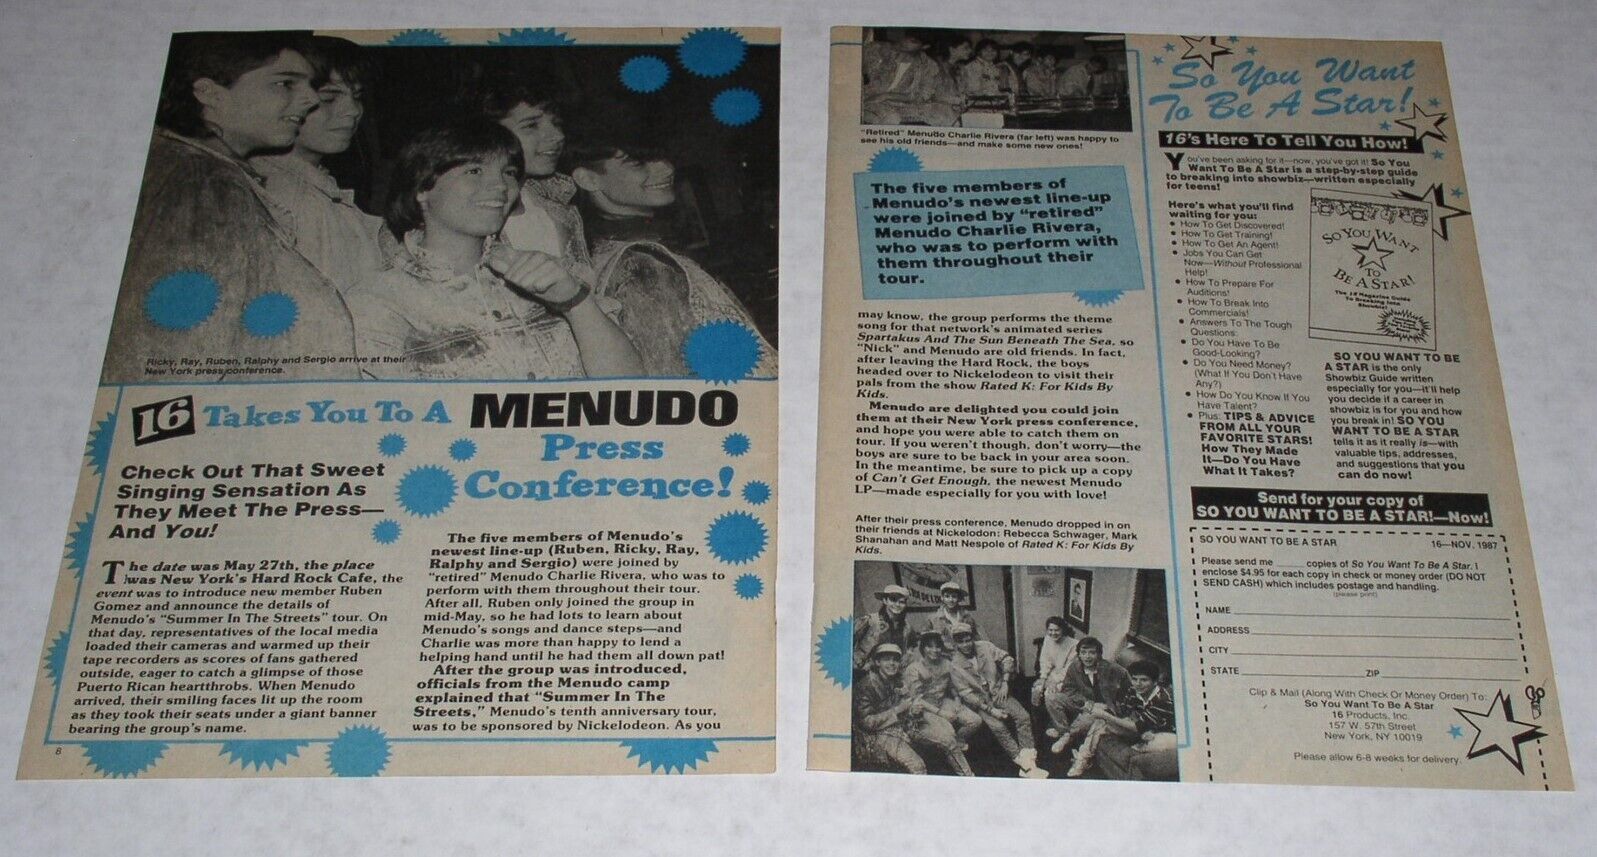 Ricky, Ray, Ruben, Ralphy and Sergio arrive at their
New York press conference.
16 Takes You To A MENUDO
Press
Conference!
Check Out That Sweet
Singing Sensation As
They Meet The Press—
And You!
The date was May 27th, the place
was New York's Hard Rock Cafe, the
event was to introduce new member Ruben
Gomez and announce the details of
Menudo's "Summer In The Streets" tour. On
that day, representatives of the local media
loaded their cameras and warmed up their
tape recorders as scores of fans gathered
outside, eager to catch a glimpse of those
Puerto Rican heartthrobs. When Menudo
arrived, their smiling faces lit up the room
as they took their seats under a giant banner
bearing the group's name.
The five members of Menudo's
newest line-up (Ruben, Ricky, Ray,
Ralphy and Sergio) were joined by
"retired" Menudo Charlie Rivera, who was to
perform with them throughout their tour.
After all, Ruben only joined the group in
mid-May, so he had lots to learn about
Menudo's songs and dance steps—and
Charlie was more than happy to lend a
helping hand until he had them all down pat!
After the group was introduced,
officials from the Menudo camp
explained that "Summer In The
Streets," Menudo's tenth anniversary tour,
was to be sponsored by Nickelodeon. As you
8
"Retired" Menudo Charlie Rivera (far left) was happy to
see his old friends—and make some new ones!
The five members of
Menudo's newest line-up
were joined by "retired"
Menudo Charlie Rivera,
who was to perform with
them throughout their
tour.
may know, the group performs the theme
song for that network's animated series
Spartakus And The Sun Beneath The Sea, so
"Nick" and Menudo are old friends. In fact,
after leaving the Hard Rock, the boys
headed over to Nickelodeon to visit their
pals from the show Rated K: For Kids By
Kids.
Menudo are delighted you could join
them at their New York press conference,
and hope you were able to catch them on
tour. If you weren't though, don't worry—the
boys are sure to be back in your area soon.
In the meantime, be sure to pick up a copy
of Can't Get Enough, the newest Menudo
LP—made especially for you with love!
After their press conference, Menudo dropped in on
their friends at Nickelodon: Rebecca Schwager, Mark
Shanahan and Matt Nespole of Rated K: For Kids By
Kids.
So You Want
To Be A Star!
16's Here To Tell You How!
You've been asking for it—now, you've got it! So You
Want To Be A Star is a step-by-step guide
to breaking into showbiz—written especially
for teens!
Here's what you'll find
waiting for you:
• How To Get Discovered!
• How To Get Training!
• How To Get An Agent!
• Jobs You Can Get
Now—Without Professional
Help!
• How To Prepare For
Auditions!
• How To Break Into
Commercials!
• Answers To The Tough
Questions:
• Do You Have To Be
Good-Looking?
• Do You Need Money?
(What If You Don't Have
Any?)
• How Do You Know If You
Have Talent?
• Plus: TIPS & ADVICE
FROM ALL YOUR
FAVORITE STARS!
How They Made
It—Do You Have
What It Takes?
SO YOU WANT
TO
BE A STAR!
The 16 Magazine Guide
To Breaking Into
Showbiz!
SO YOU WANT TO BE
A STAR is the only
Showbiz Guide written
especially for you—it'll help
you decide if a career in
showbiz is for you and how
you break in! SO YOU
WANT TO BE A STAR
tells it as it really is—with
valuable tips, addresses,
and suggestions that you
can do now!
Send for your copy of
SO YOU WANT TO BE A STAR!—Now!
SO YOU WANT TO BE A STAR 16—NOV. 1987
Please send me ____ copies of So You Want To Be A Star. I
enclose $4.95 for each copy in check or money order (DO NOT
SEND CASH) which includes postage and handling.
(please print)
NAME
ADDRESS
CITY
STATE ZIP
Clip & Mail (Along With Check Or Money Order) To:
So You Want To Be A Star
16 Products, Inc.
157 W. 57th Street
New York, NY 10019
Please allow 6-8 weeks for delivery.